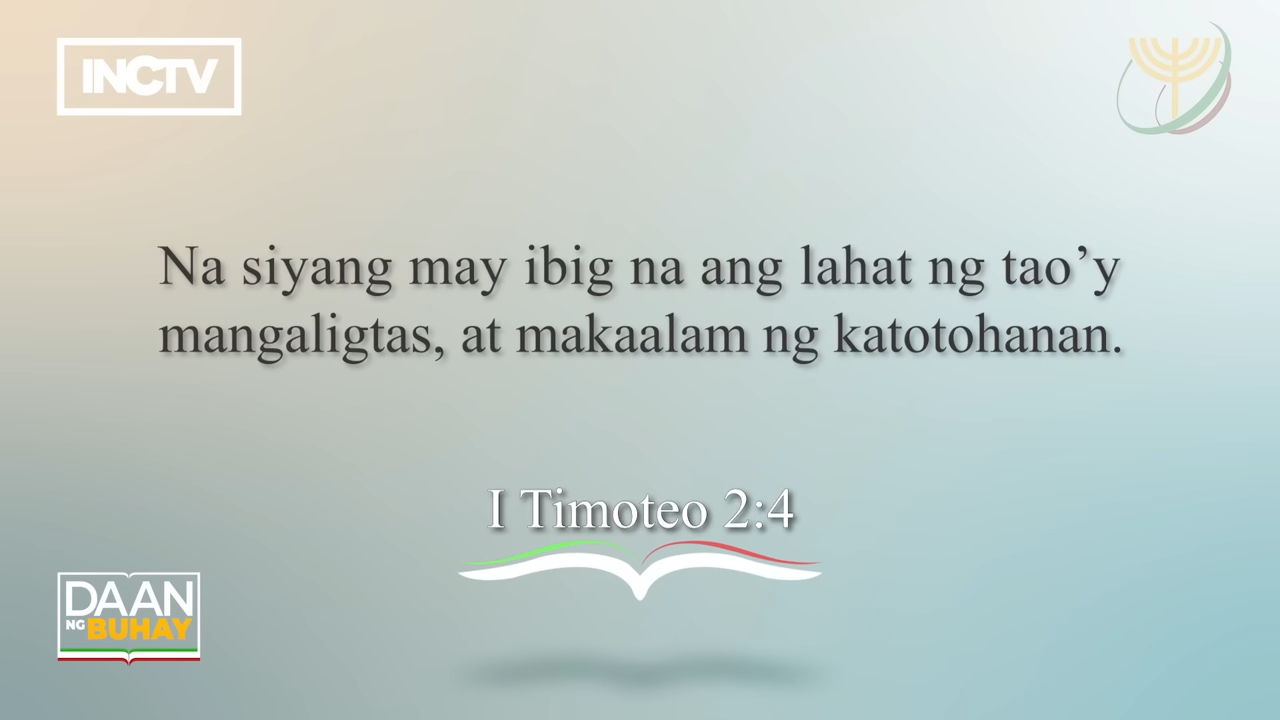 INCTV
Na siyang may ibig na ang lahat ng tao’y
mangaligtas, at makaalam ng katotohanan.
I Timoteo 2:4
DAAN
NG BUHAY